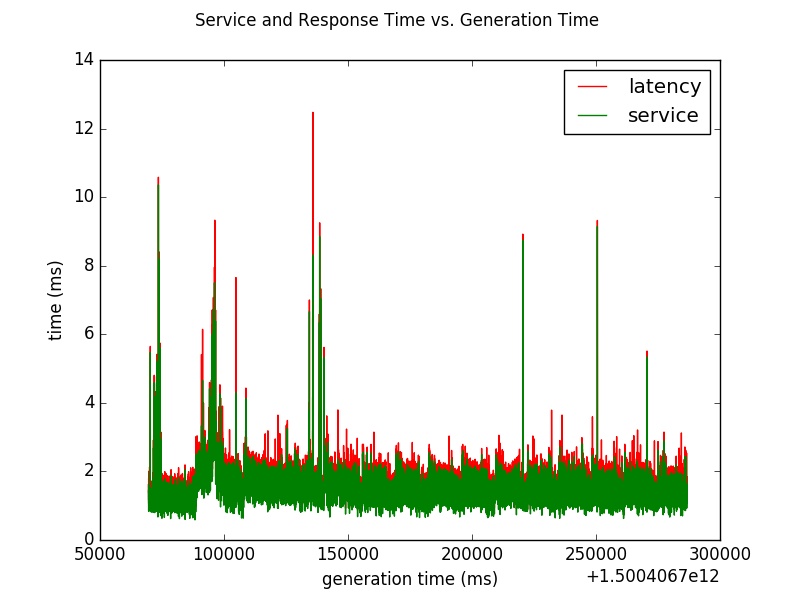 Service and Response Time vs. Generation Time
14
12
10
8
6
4
2
0
time (ms)
latency
service
50000 100000 150000 200000 250000 300000
generation time (ms)
+1.5004067e12